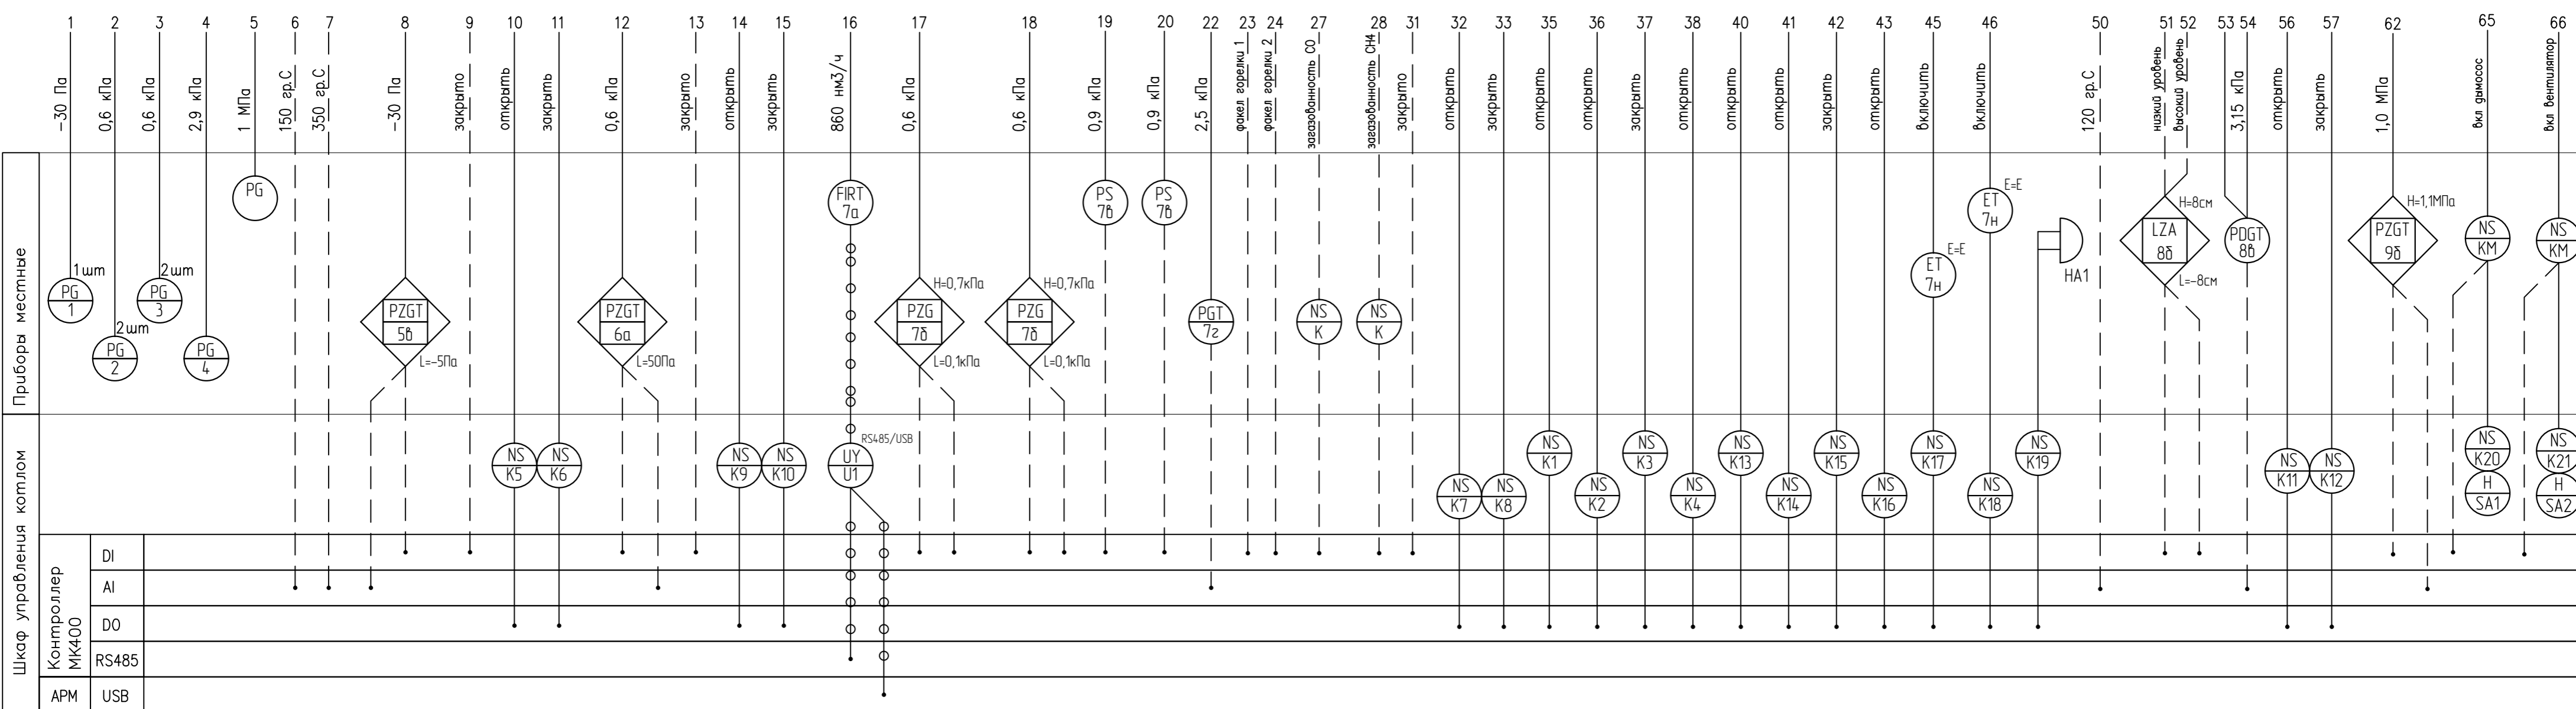 1 2 3 4 5 6 7 8 9 10 11 12 13 14 15 16 17 18 19 20 22 23 24 27 28 31 32 33 35 36 37 38 40 41 42 43 45 46 50 51 52 53 54 56 57 62 65 66
-30 Па
0,6 кПа
0,6 кПа
2,9 кПа
1 МПа
150 гр.С
350 гр.С
-30 Па
закрыто
открыть
закрыть
0,6 кПа
закрыто
открыть
закрыть
860 нм3/ч
0,6 кПа
0,6 кПа
0,9 кПа
0,9 кПа
2,5 кПа
факел горелки 1
факел горелки 2
загазованность СО
загазованность СН4
закрыто
открыть
закрыть
открыть
открыть
закрыть
открыть
открыть
открыть
закрыть
открыть
включить
включить
120 гр.С
низкий уровень
высокий уровень
3,15 кПа
открыть
закрыть
1,0 МПа
вкл дымосос
вкл вентилятор
Приборы местные
PG
1
1шт
PG
2
2шт
PG
3
2шт
PG
4
PG
PZGT
5в
L=-5Па
PZGT
6а
L=50Па
FIRT
7а
PZG
7б
H=0,7кПа
L=0,1кПа
PZG
7б
H=0,7кПа
L=0,1кПа
PS
7в
PS
7в
PGT
7г
NS
K
NS
K
ET
7н
E=E
ET
7н
E=E
HA1
LZA
8б
H=8см
L=-8см
PDGT
8в
PZGT
9б
H=1,1МПа
NS
KM
NS
KM
Шкаф управления котлом
NS
K5
NS
K6
NS
K9
NS
K10
UY
U1
RS485/USB
NS
K7
NS
K8
NS
K1
NS
K2
NS
K3
NS
K4
NS
K13
NS
K14
NS
K15
NS
K16
NS
K17
NS
K18
NS
K19
NS
K11
NS
K12
NS
K20
H
SA1
NS
K21
H
SA2
Контроллер
МК400
DI
AI
DO
RS485
АРМ
USB